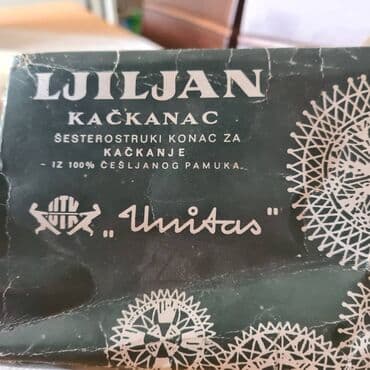 LJILJAN
KAČKANAC
ŠESTEROSTRUKI KONAC ZA
KAČKANJE
IZ 100% ČEŠLJANOG PAMUKA
„Unitas"